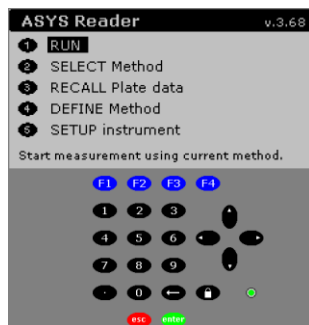 ASYS Reader v.3.68
1 RUN
2 SELECT Method
3 RECALL Plate data
4 DEFINE Method
5 SETUP instrument
Start measurement using current method.
F1 F2 F3 F4
1 2 3
4 5 6
7 8 9
. 0
esc enter